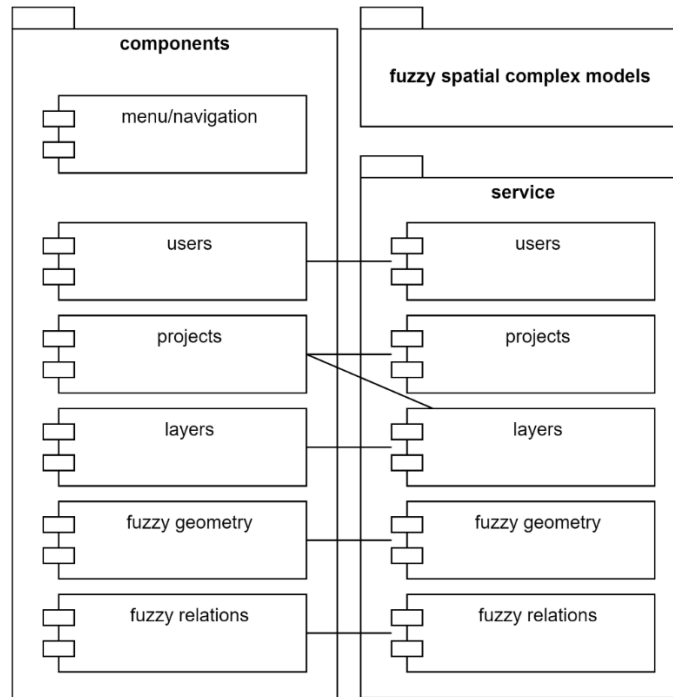 components
menu/navigation
users
projects
layers
fuzzy geometry
fuzzy relations
fuzzy spatial complex models
service
users
projects
layers
fuzzy geometry
fuzzy relations